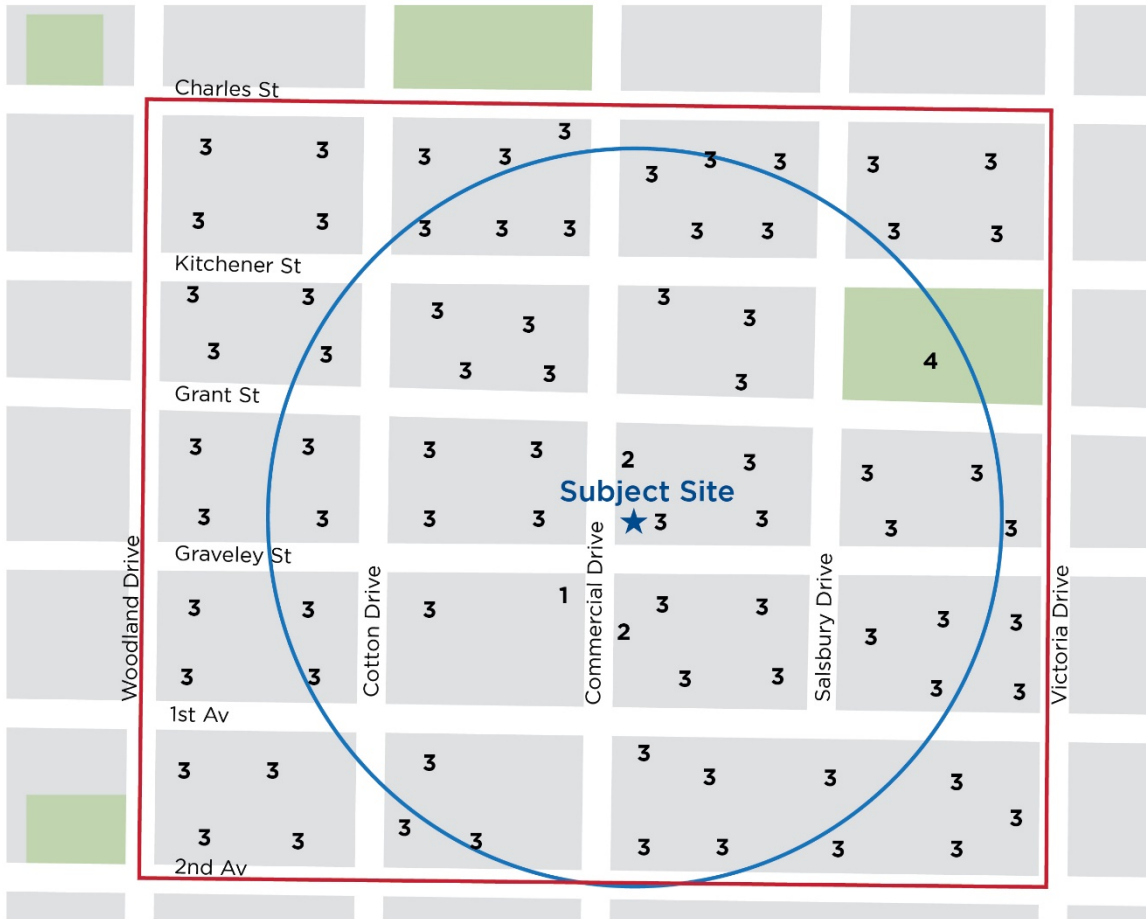 Charles St
3
3 3 3 3 3 3 3 3 3
3
3 3 3 3 3 3 3 3 3
Kitchener St
3 3 3 3 3 3
3 3 3 4
3 3 3 3
Grant St
3 3 3 3 2 3 3 3
Subject Site
3 3 3 3 3 3 3 3
Graveley St
Woodland Drive
Cotton Drive
Commercial Drive
Salsbury Drive
Victoria Drive
1
3 3 3 3 3 3 3
2 3
3 3 3 3 3 3
1st Av
3 3 3 3 3 3 3
3
3 3 3 3 3 3 3 3
2nd Av